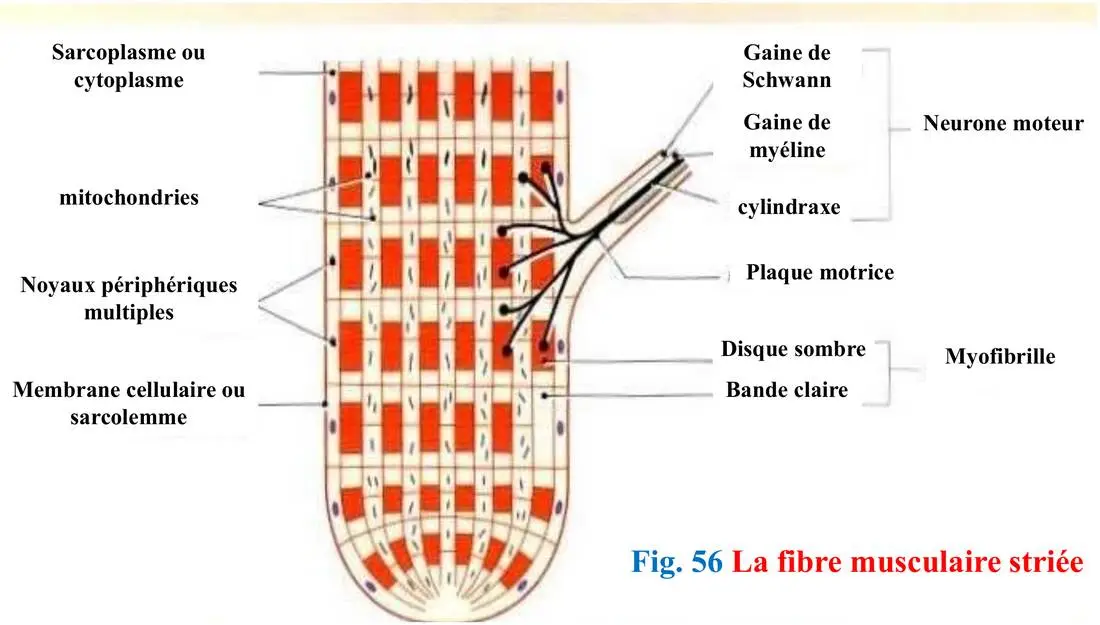 Sarcoplasme ou
cytoplasme
mitochondries
Noyaux périphériques
multiples
Membrane cellulaire ou
sarcolemme
Gaine de
Schwann
Gaine de
myéline
cylindraxe
Neurone moteur
Plaque motrice
Disque sombre
Bande claire
Myofibrille
Fig. 56 La fibre musculaire striée